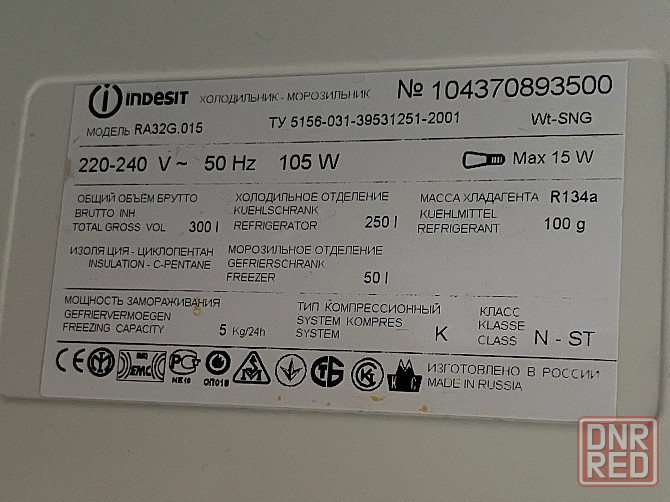 INDESIT ХОЛОДИЛЬНИК - МОРОЗИЛЬНИК № 104370893500
МОДЕЛЬ RA32G.015 ТУ 5156-031-39531251-2001 Wt-SNG
220-240 V ~ 50 Hz 105 W Max 15 W
ОБЩИЙ ОБЪЁМ БРУТТО
BRUTTO INH
TOTAL GROSS VOL 300 l
ХОЛОДИЛЬНОЕ ОТДЕЛЕНИЕ
KUEHLSCHRANK
REFRIGERATOR 250 l
МАССА ХЛАДАГЕНТА R134a
KUEHLMITTEL
REFRIGERANT 100 g
ИЗОЛЯЦИЯ - ЦИКЛОПЕНТАН
INSULATION - C-PENTANE
МОРОЗИЛЬНОЕ ОТДЕЛЕНИЕ
GEFRIERSCHRANK
FREEZER 50 l
МОЩНОСТЬ ЗАМОРАЖИВАНИЯ
GEFRIERVERMOEGEN
FREEZING CAPACITY 5 Kg/24h
ТИП КОМПРЕССИОННЫЙ
SYSTEM KOMPRES
SYSTEM K
КЛАСС
KLASSE
CLASS N - ST
CE EMC
ME10 ОП019
ИЗГОТОВЛЕНО В РОССИИ
MADE IN RUSSIA
DNR
RED